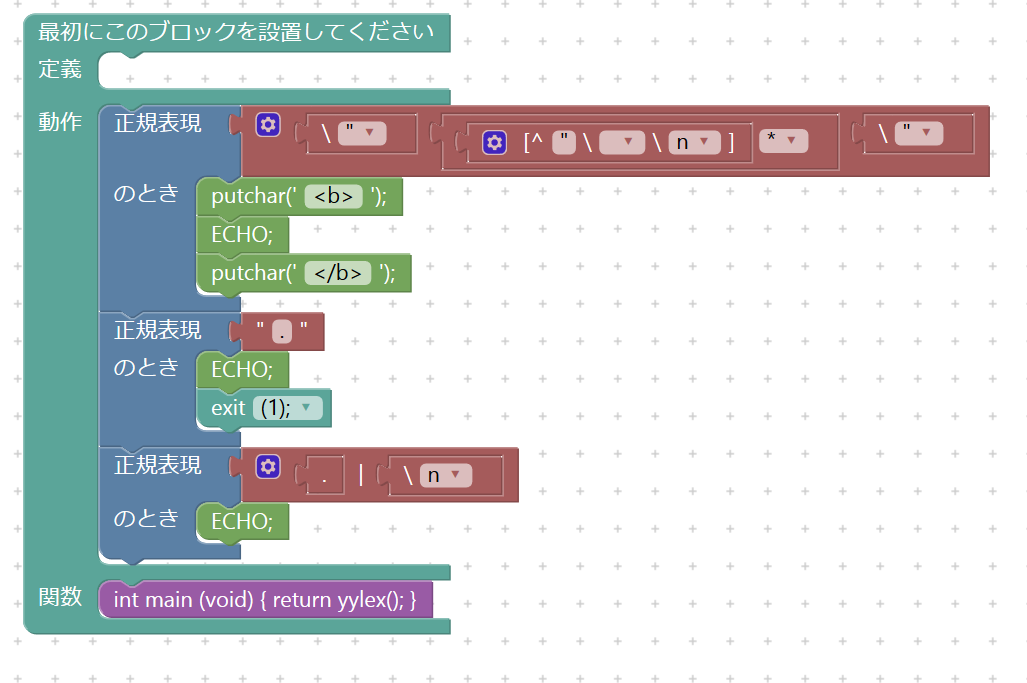 最初にこのブロックを設置してください
定義
動作 正規表現 \ " [^ " \ \ n ] * \ "
のとき putchar(' <b> ');
ECHO;
putchar(' </b> ');
正規表現 " . "
のとき ECHO;
exit (1);
正規表現 . | \ n
のとき ECHO;
関数 int main (void) { return yylex(); }